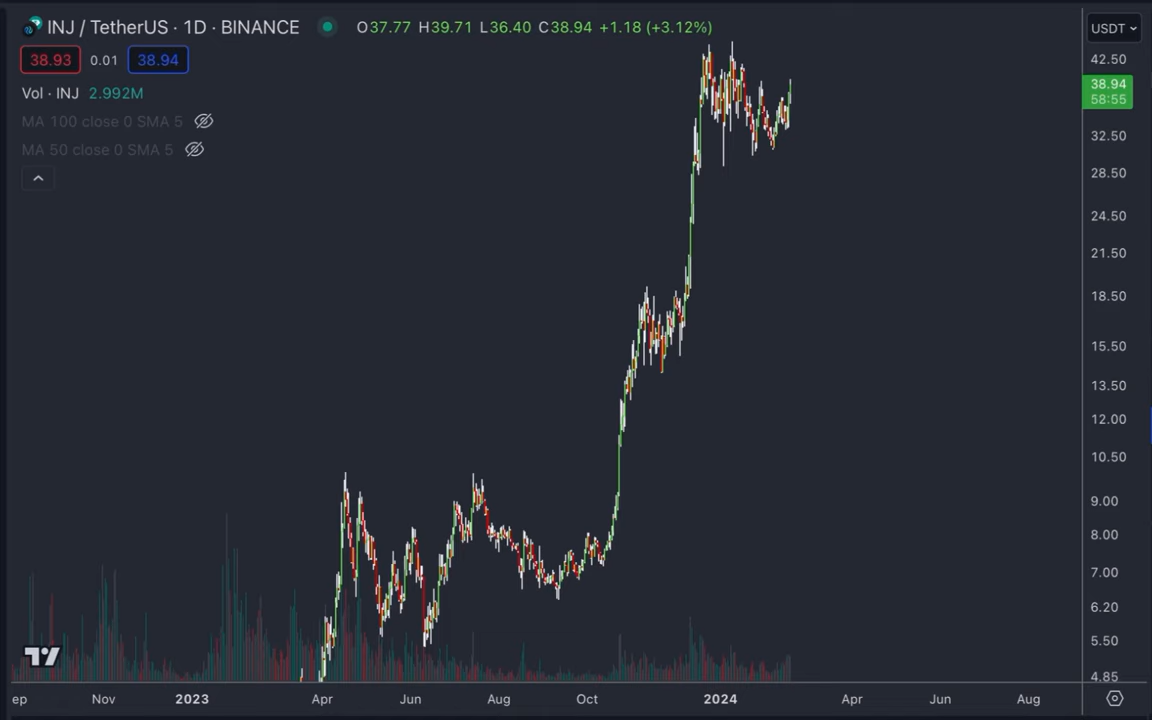 INJ / TetherUS · 1D · BINANCE O37.77 H39.71 L36.40 C38.94 +1.18 (+3.12%)
USDT
38.93 0.01 38.94
Vol · INJ 2.992M
MA 100 close 0 SMA 5
MA 50 close 0 SMA 5
42.50
38.94
58:55
32.50
28.50
24.50
21.50
18.50
15.50
13.50
12.00
10.50
9.00
8.00
7.00
6.20
5.50
4.85
ep Nov 2023 Apr Jun Aug Oct 2024 Apr Jun Aug